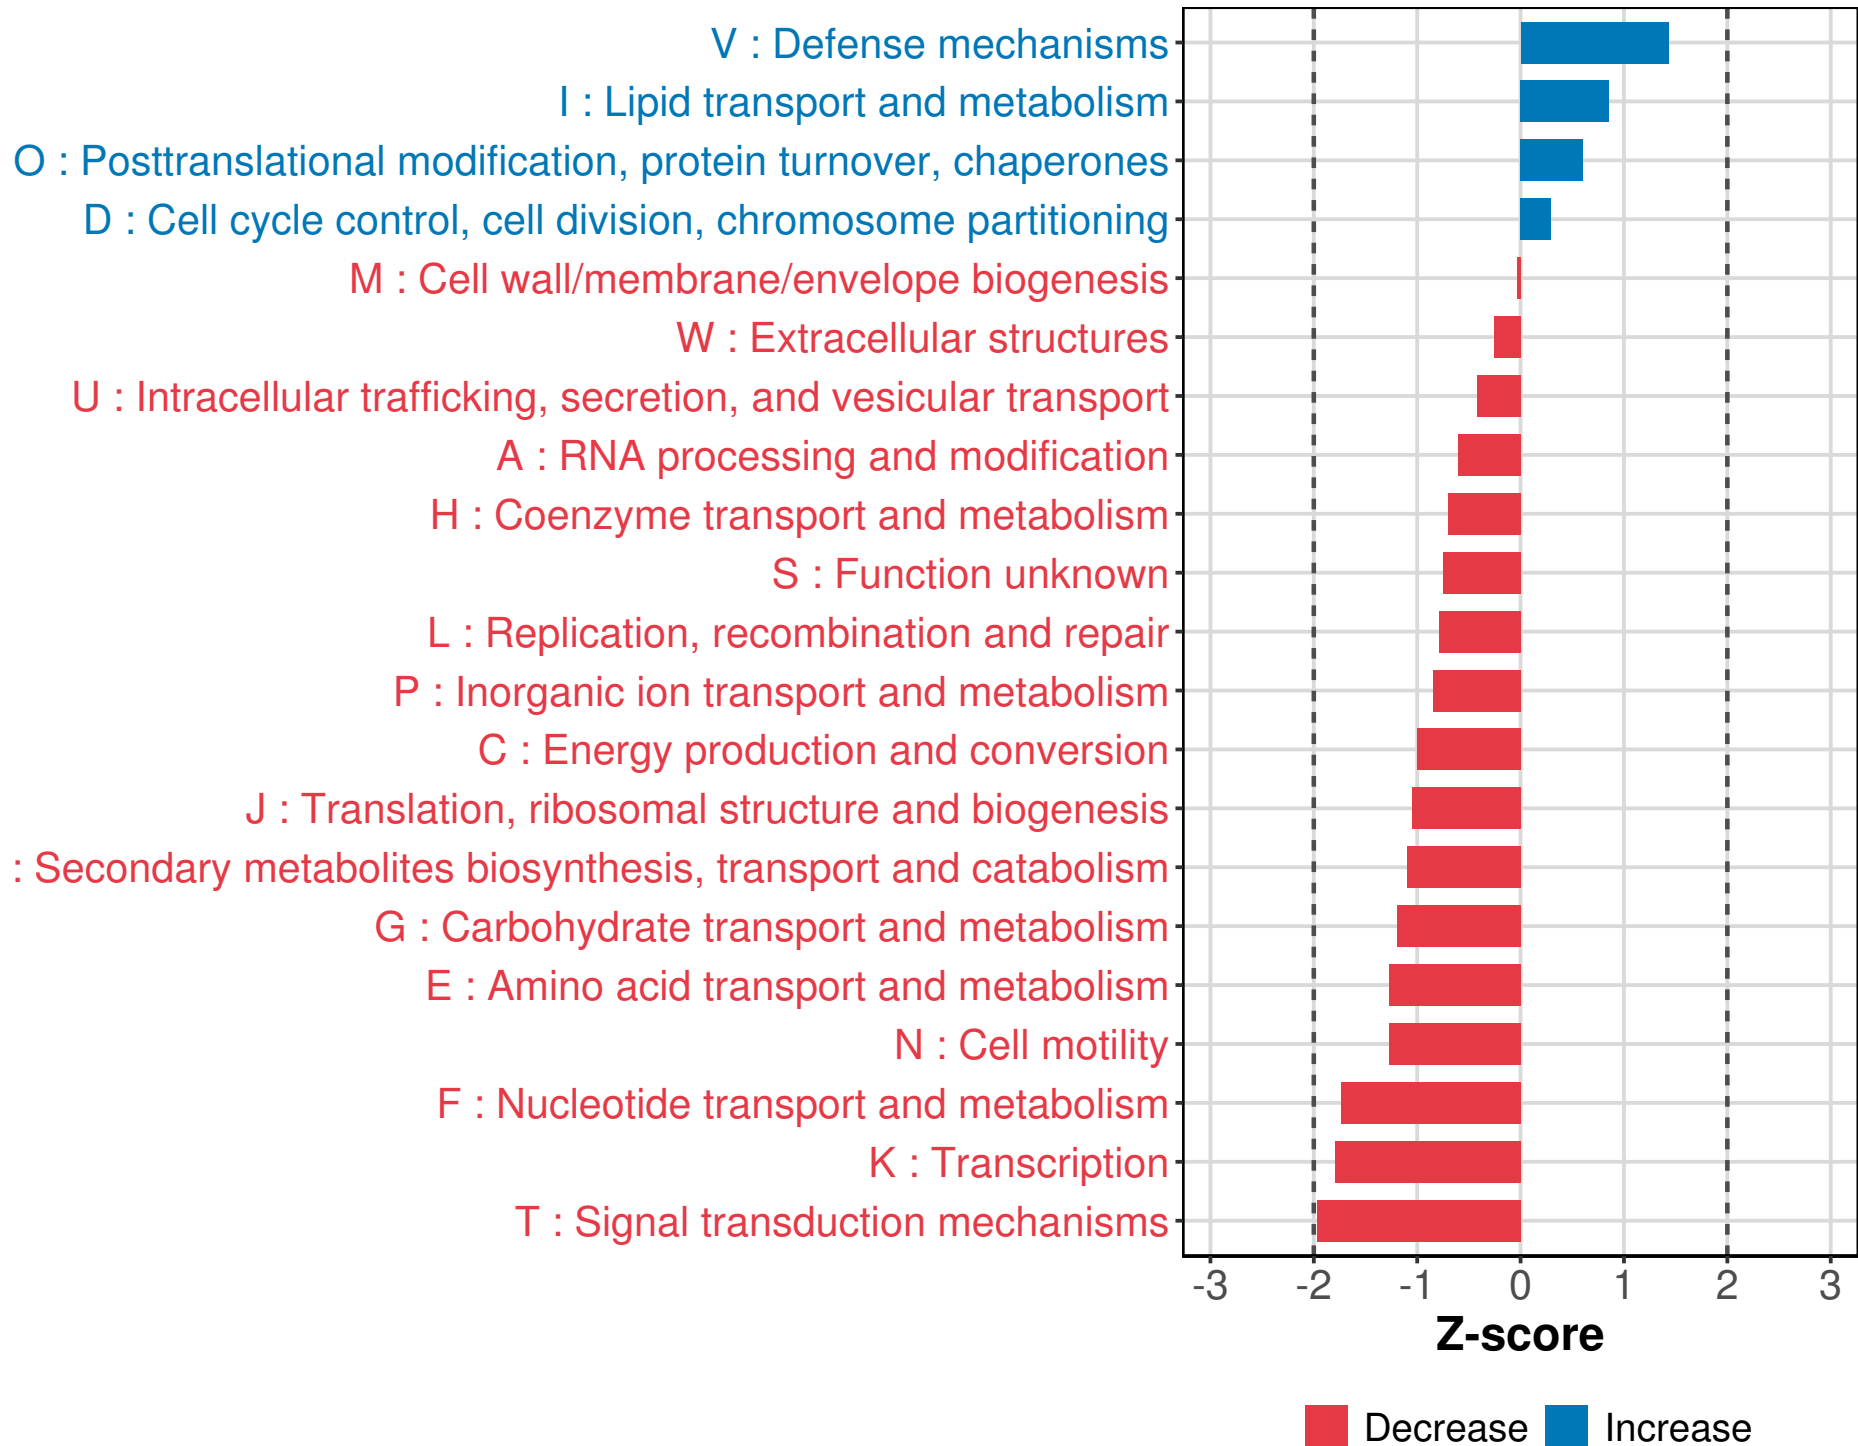 V : Defense mechanisms
I : Lipid transport and metabolism
O : Posttranslational modification, protein turnover, chaperones
D : Cell cycle control, cell division, chromosome partitioning
M : Cell wall/membrane/envelope biogenesis
W : Extracellular structures
U : Intracellular trafficking, secretion, and vesicular transport
A : RNA processing and modification
H : Coenzyme transport and metabolism
S : Function unknown
L : Replication, recombination and repair
P : Inorganic ion transport and metabolism
C : Energy production and conversion
J : Translation, ribosomal structure and biogenesis
: Secondary metabolites biosynthesis, transport and catabolism
G : Carbohydrate transport and metabolism
E : Amino acid transport and metabolism
N : Cell motility
F : Nucleotide transport and metabolism
K : Transcription
T : Signal transduction mechanisms
-3 -2 -1 0 1 2 3
Z-score
Decrease Increase